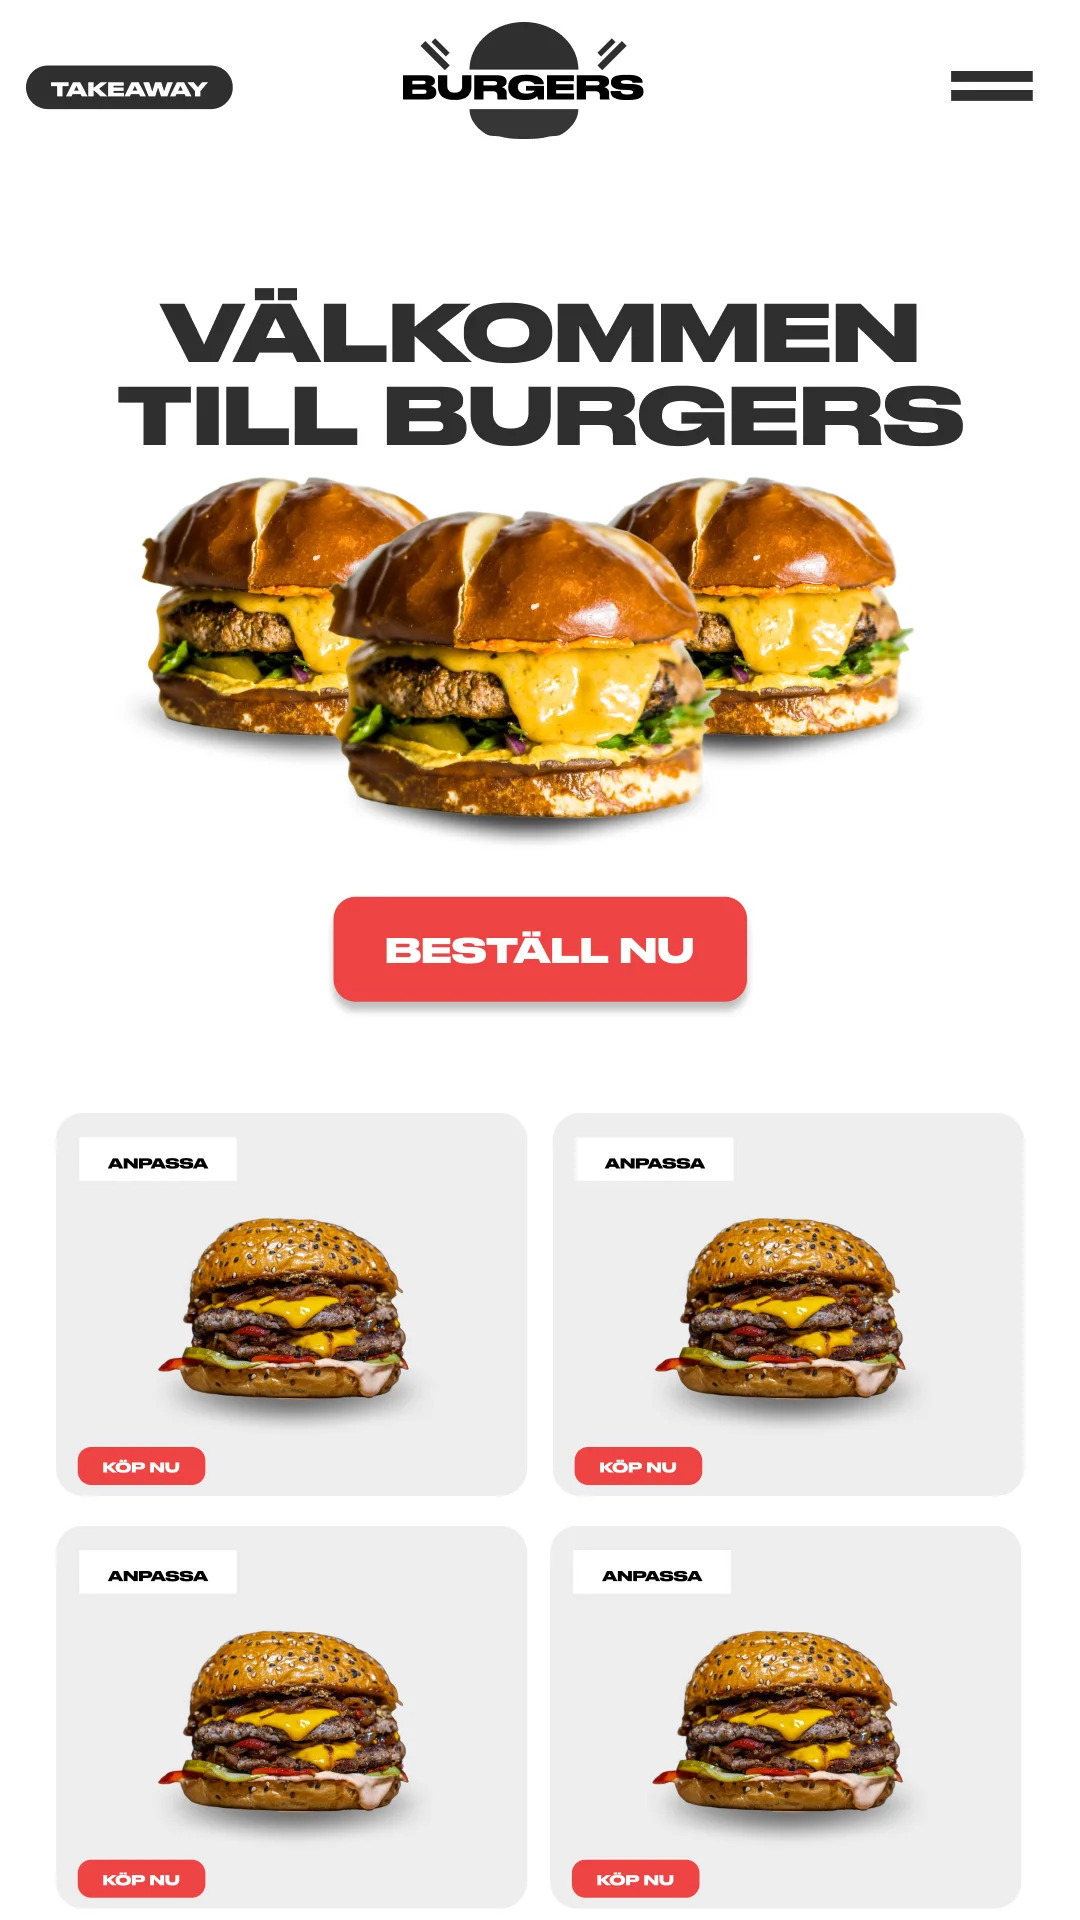 TAKEAWAY
BURGERS
VÄLKOMMEN
TILL BURGERS
BESTÄLL NU
ANPASSA
ANPASSA
KÖP NU
KÖP NU
ANPASSA
ANPASSA
KÖP NU
KÖP NU